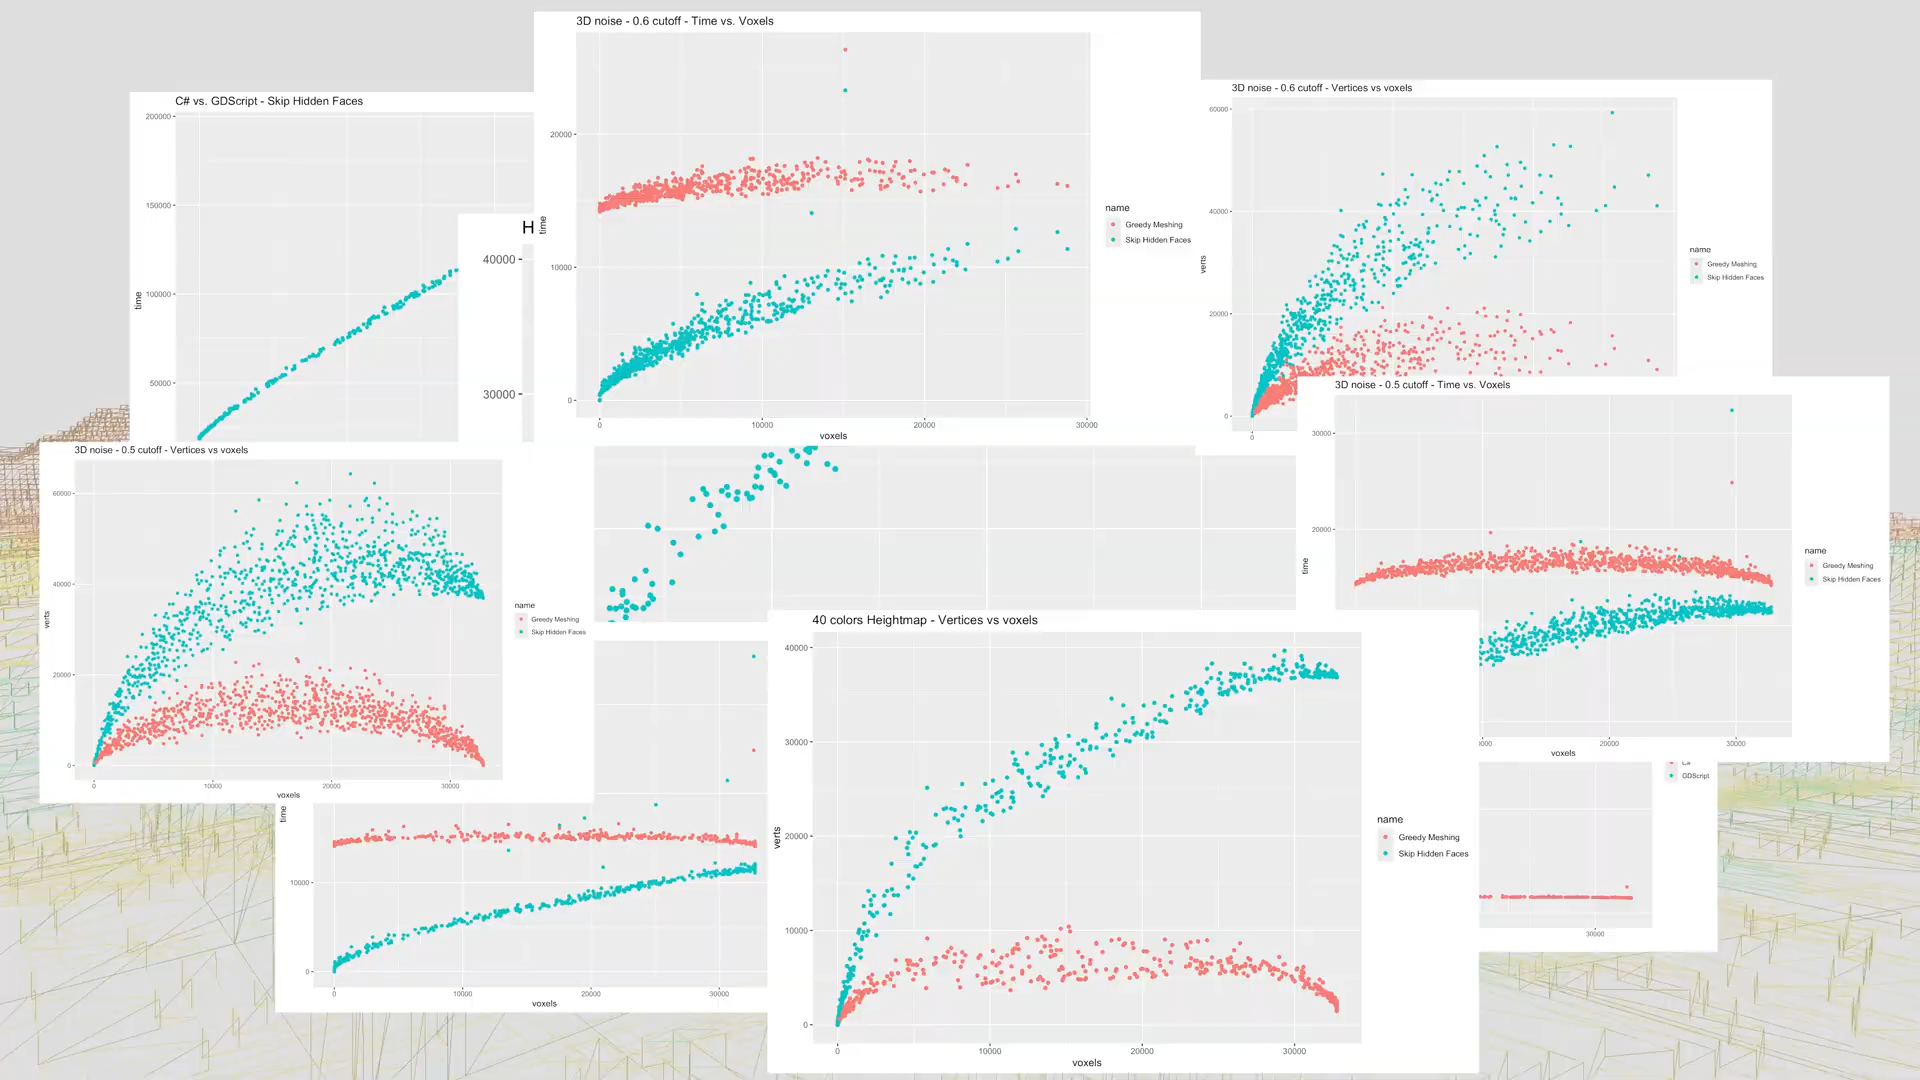 3D noise - 0.6 cutoff - Time vs. Voxels
20000
10000
0
time
0
10000
20000
30000
voxels
name
Greedy Meshing
Skip Hidden Faces
C# vs. GDScript - Skip Hidden Faces
200000
150000
100000
50000
time
H
40000
30000
3D noise - 0.6 cutoff - Vertices vs voxels
60000
40000
20000
0
verts
0
name
Greedy Meshing
Skip Hidden Faces
3D noise - 0.5 cutoff - Time vs. Voxels
30000
20000
time
20000
30000
voxels
name
Greedy Meshing
Skip Hidden Faces
3D noise - 0.5 cutoff - Vertices vs voxels
60000
40000
20000
0
verts
0
10000
20000
30000
voxels
name
Greedy Meshing
Skip Hidden Faces
time
10000
0
0
10000
20000
30000
voxels
40 colors Heightmap - Vertices vs voxels
40000
30000
20000
10000
0
verts
0
10000
20000
30000
voxels
name
Greedy Meshing
Skip Hidden Faces
C#
GDScript
30000